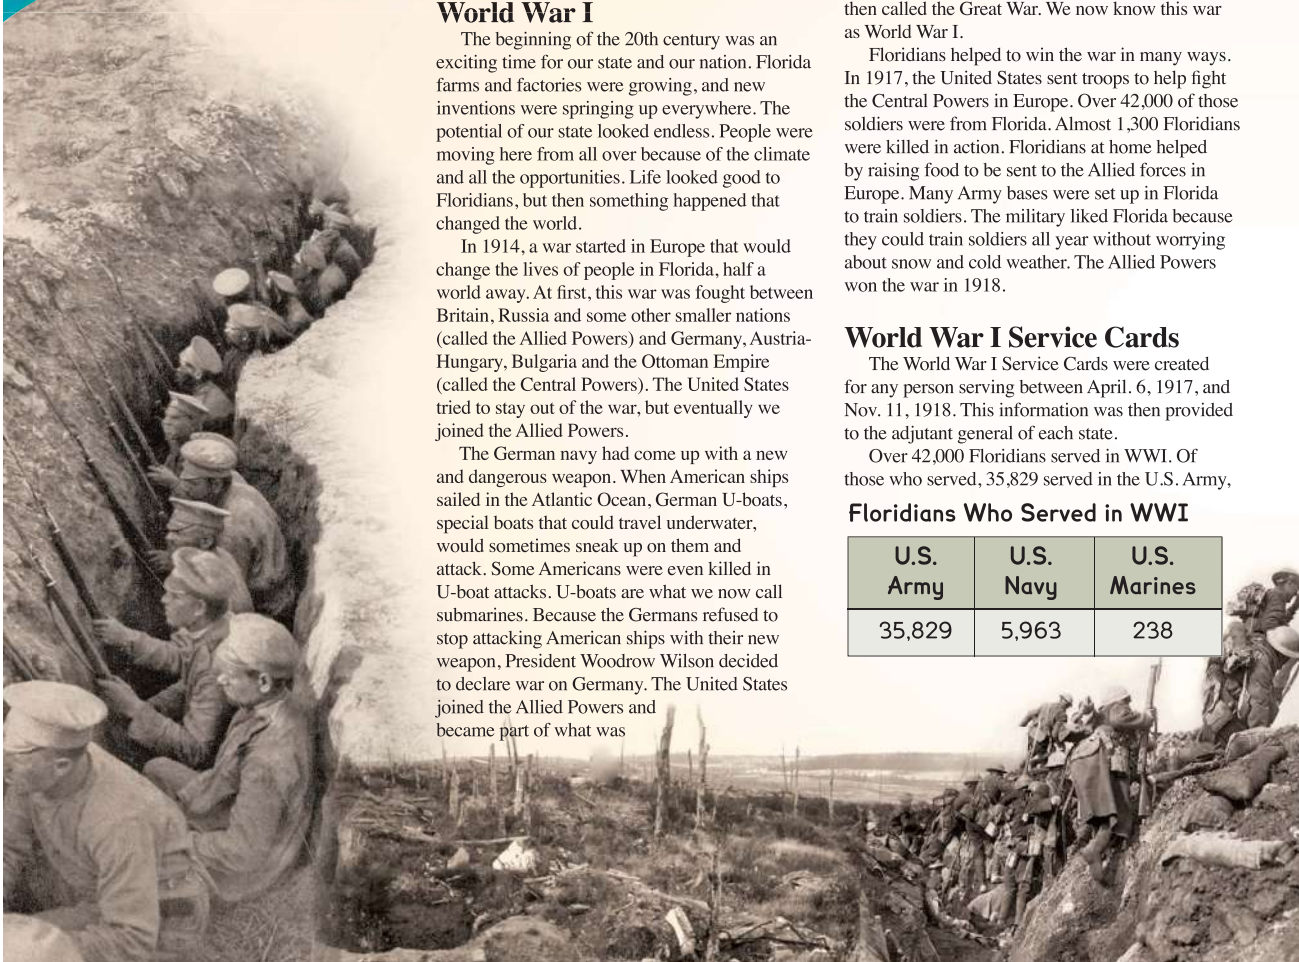 World War I
The beginning of the 20th century was an
exciting time for our state and our nation. Florida
farms and factories were growing, and new
inventions were springing up everywhere. The
potential of our state looked endless. People were
moving here from all over because of the climate
and all the opportunities. Life looked good to
Floridians, but then something happened that
changed the world.
In 1914, a war started in Europe that would
change the lives of people in Florida, half a
world away. At first, this war was fought between
Britain, Russia and some other smaller nations
(called the Allied Powers) and Germany, Austria-
Hungary, Bulgaria and the Ottoman Empire
(called the Central Powers). The United States
tried to stay out of the war, but eventually we
joined the Allied Powers.
The German navy had come up with a new
and dangerous weapon. When American ships
sailed in the Atlantic Ocean, German U-boats,
special boats that could travel underwater,
would sometimes sneak up on them and
attack. Some Americans were even killed in
U-boat attacks. U-boats are what we now call
submarines. Because the Germans refused to
stop attacking American ships with their new
weapon, President Woodrow Wilson decided
to declare war on Germany. The United States
joined the Allied Powers and
became part of what was
then called the Great War. We now know this war
as World War I.
Floridians helped to win the war in many ways.
In 1917, the United States sent troops to help fight
the Central Powers in Europe. Over 42,000 of those
soldiers were from Florida. Almost 1,300 Floridians
were killed in action. Floridians at home helped
by raising food to be sent to the Allied forces in
Europe. Many Army bases were set up in Florida
to train soldiers. The military liked Florida because
they could train soldiers all year without worrying
about snow and cold weather. The Allied Powers
won the war in 1918.
World War I Service Cards
The World War I Service Cards were created
for any person serving between April. 6, 1917, and
Nov. 11, 1918. This information was then provided
to the adjutant general of each state.
Over 42,000 Floridians served in WWI. Of
those who served, 35,829 served in the U.S. Army,
Floridians Who Served in WWI
U.S. Army U.S. Navy U.S. Marines
35,829 5,963 238